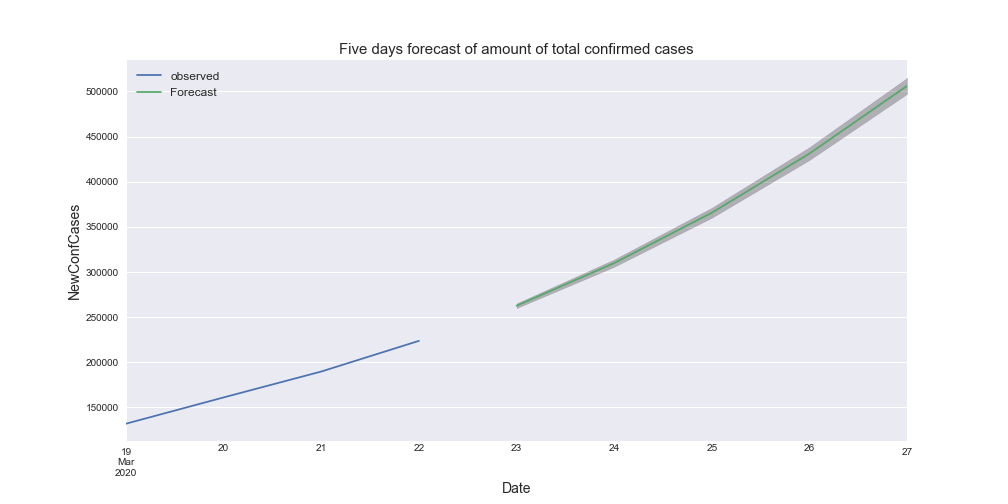 Five days forecast of amount of total confirmed cases
observed
Forecast
500000
450000
400000
350000
300000
250000
200000
150000
NewConfCases
19 20 21 22 23 24 25 26 27
Mar
2020
Date